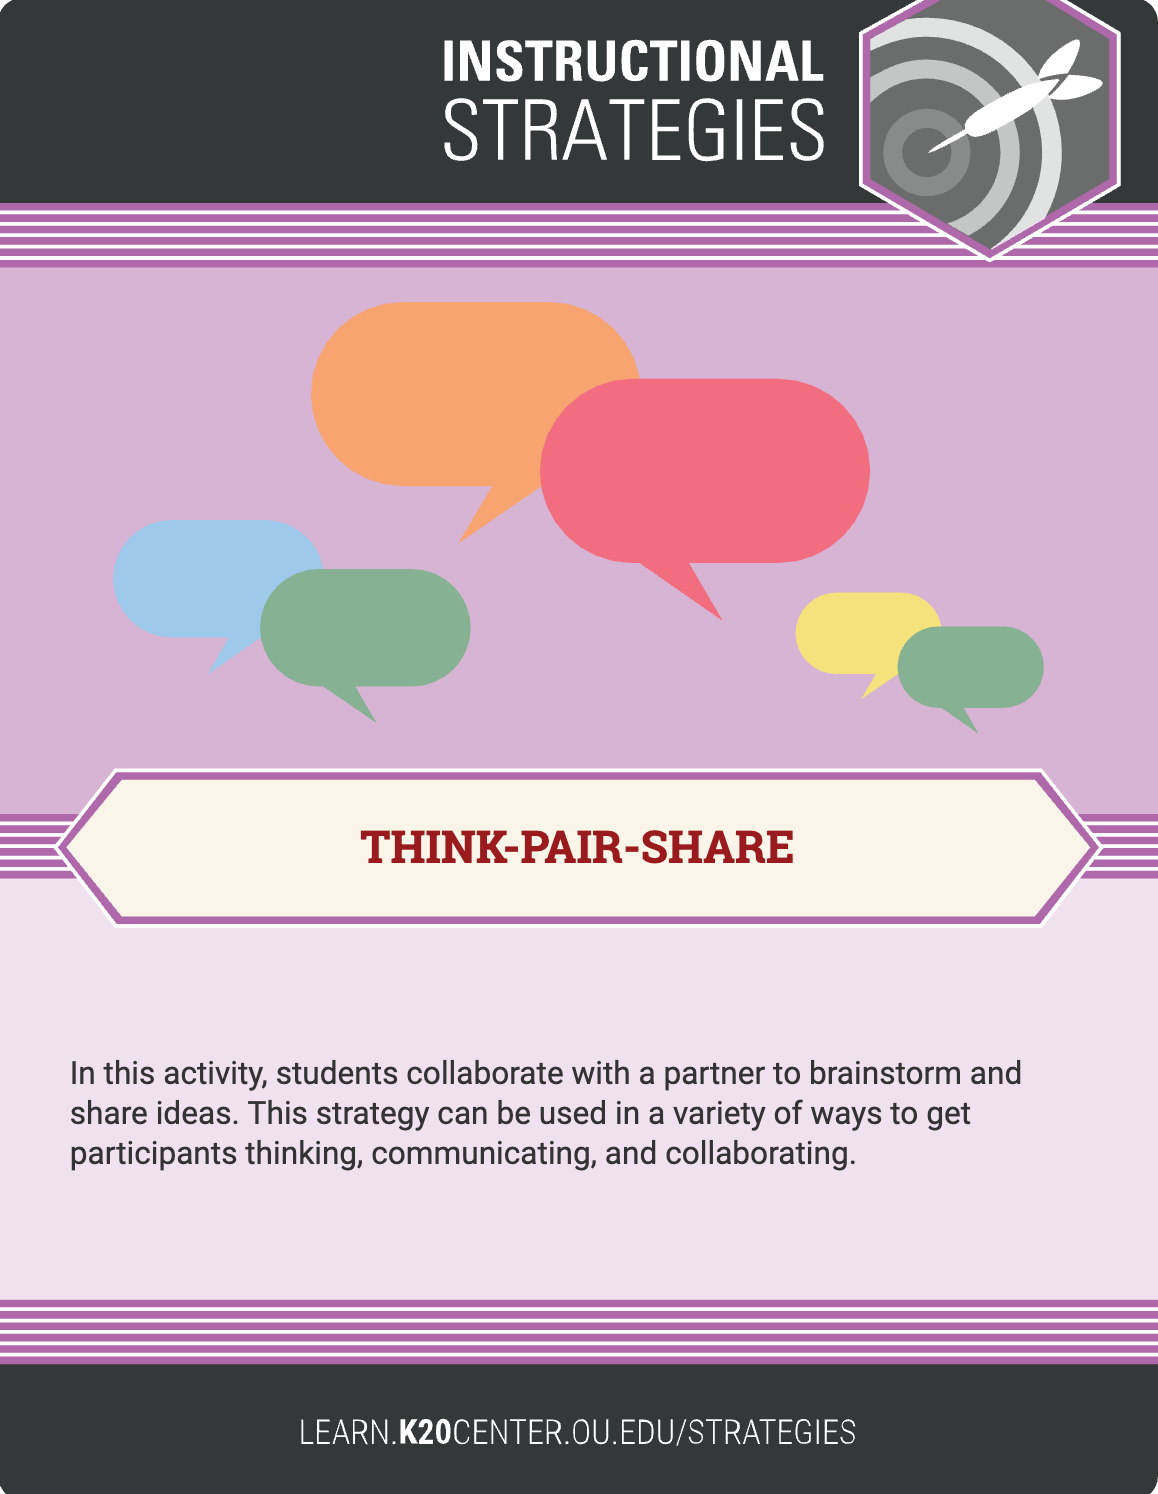 INSTRUCTIONAL
STRATEGIES
THINK-PAIR-SHARE
In this activity, students collaborate with a partner to brainstorm and
share ideas. This strategy can be used in a variety of ways to get
participants thinking, communicating, and collaborating.
LEARN.K20CENTER.OU.EDU/STRATEGIES